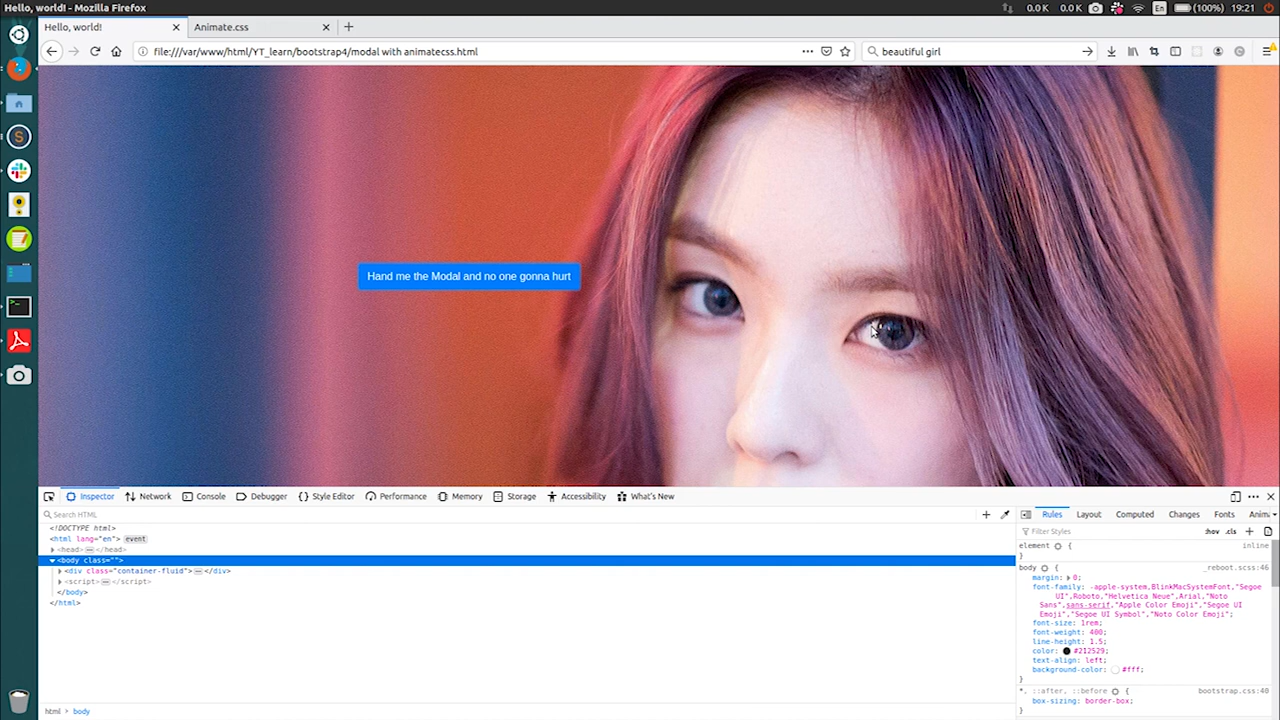 Hello, world! - Mozilla Firefox
0.0 K 0.0 K En (100%) 19:21
Hello, world! Animate.css
file:///var/www/html/YT_learn/bootstrap4/modal with animatecss.html
beautiful girl
Hand me the Modal and no one gonna hurt
Inspector Network Console Debugger Style Editor Performance Memory Storage Accessibility What's New
Search HTML
<!DOCTYPE html>
<html lang="en"> event
<head> </head>
<body class="">
<div class="container-fluid"> </div>
<script> </script>
</body>
</html>
html > body
Rules Layout Computed Changes Fonts Anim
Filter Styles :hov .cls
element { inline
}
body { _reboot.scss:46
margin: 0;
font-family: -apple-system,BlinkMacSystemFont,"Segoe
UI",Roboto,"Helvetica Neue",Arial,"Noto
Sans",sans-serif,"Apple Color Emoji","Segoe UI
Emoji","Segoe UI Symbol","Noto Color Emoji";
font-size: 1rem;
font-weight: 400;
line-height: 1.5;
color: #212529;
text-align: left;
background-color: #fff;
}
*, ::after, ::before { bootstrap.css:40
box-sizing: border-box;
}